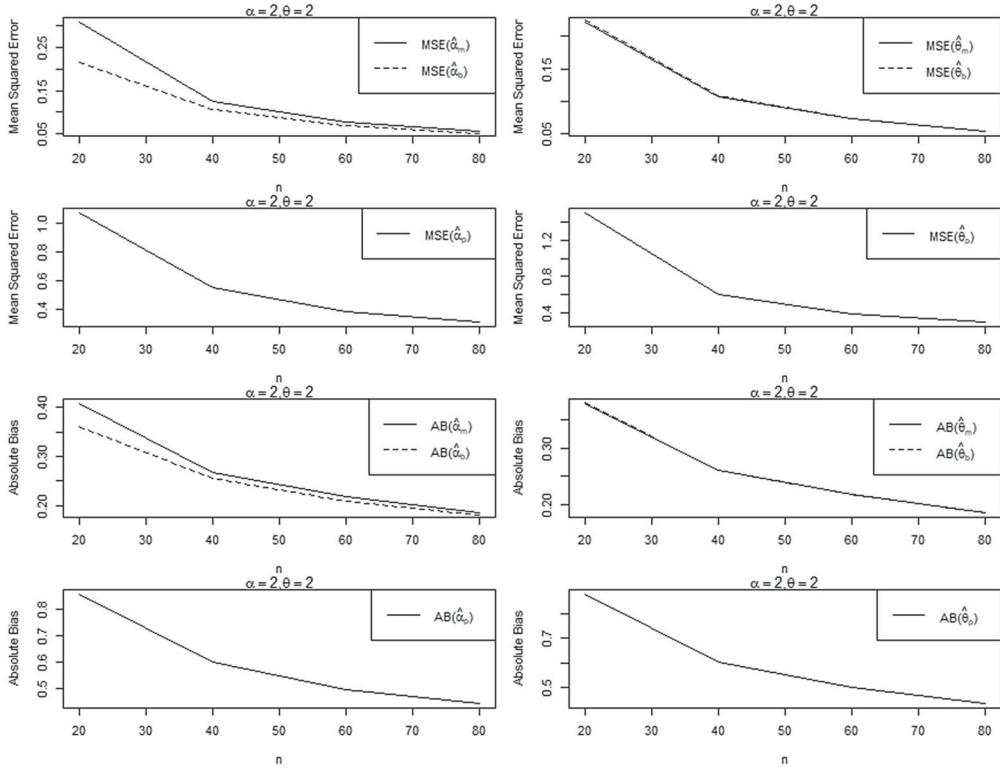 α = 2,θ = 2
Mean Squared Error
0.05 0.15 0.25
MSE(α̂ₘ)
MSE(α̂_b)
20 30 40 50 60 70 80
n
α = 2,θ = 2
Mean Squared Error
0.05 0.15
MSE(θ̂ₘ)
MSE(θ̂_b)
20 30 40 50 60 70 80
n
α = 2,θ = 2
Mean Squared Error
0.4 0.6 0.8 1.0
MSE(α̂ₚ)
20 30 40 50 60 70 80
n
α = 2,θ = 2
Mean Squared Error
0.4 0.8 1.2
MSE(θ̂ₚ)
20 30 40 50 60 70 80
n
α = 2,θ = 2
Absolute Bias
0.20 0.30 0.40
AB(α̂ₘ)
AB(α̂_b)
20 30 40 50 60 70 80
n
α = 2,θ = 2
Absolute Bias
0.20 0.30
AB(θ̂ₘ)
AB(θ̂_b)
20 30 40 50 60 70 80
n
α = 2,θ = 2
Absolute Bias
0.5 0.6 0.7 0.8
AB(α̂ₚ)
20 30 40 50 60 70 80
n
α = 2,θ = 2
Absolute Bias
0.5 0.7
AB(θ̂ₚ)
20 30 40 50 60 70 80
n